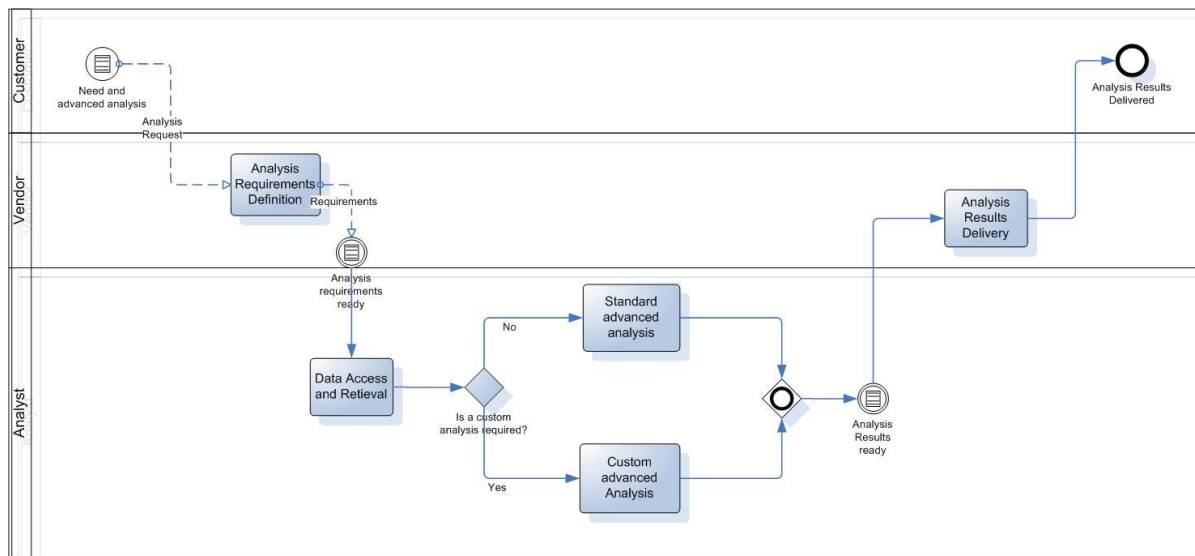 Customer
Need and
advanced analysis
Analysis
Request
Analysis Results
Delivered
Vendor
Analysis
Requirements
Definition
Requirements
Analysis
requirements
ready
Analysis
Results
Delivery
Analyst
Data Access
and Retieval
Is a custom
analysis required?
No
Yes
Standard
advanced
analysis
Custom
advanced
Analysis
Analysis
Results
ready